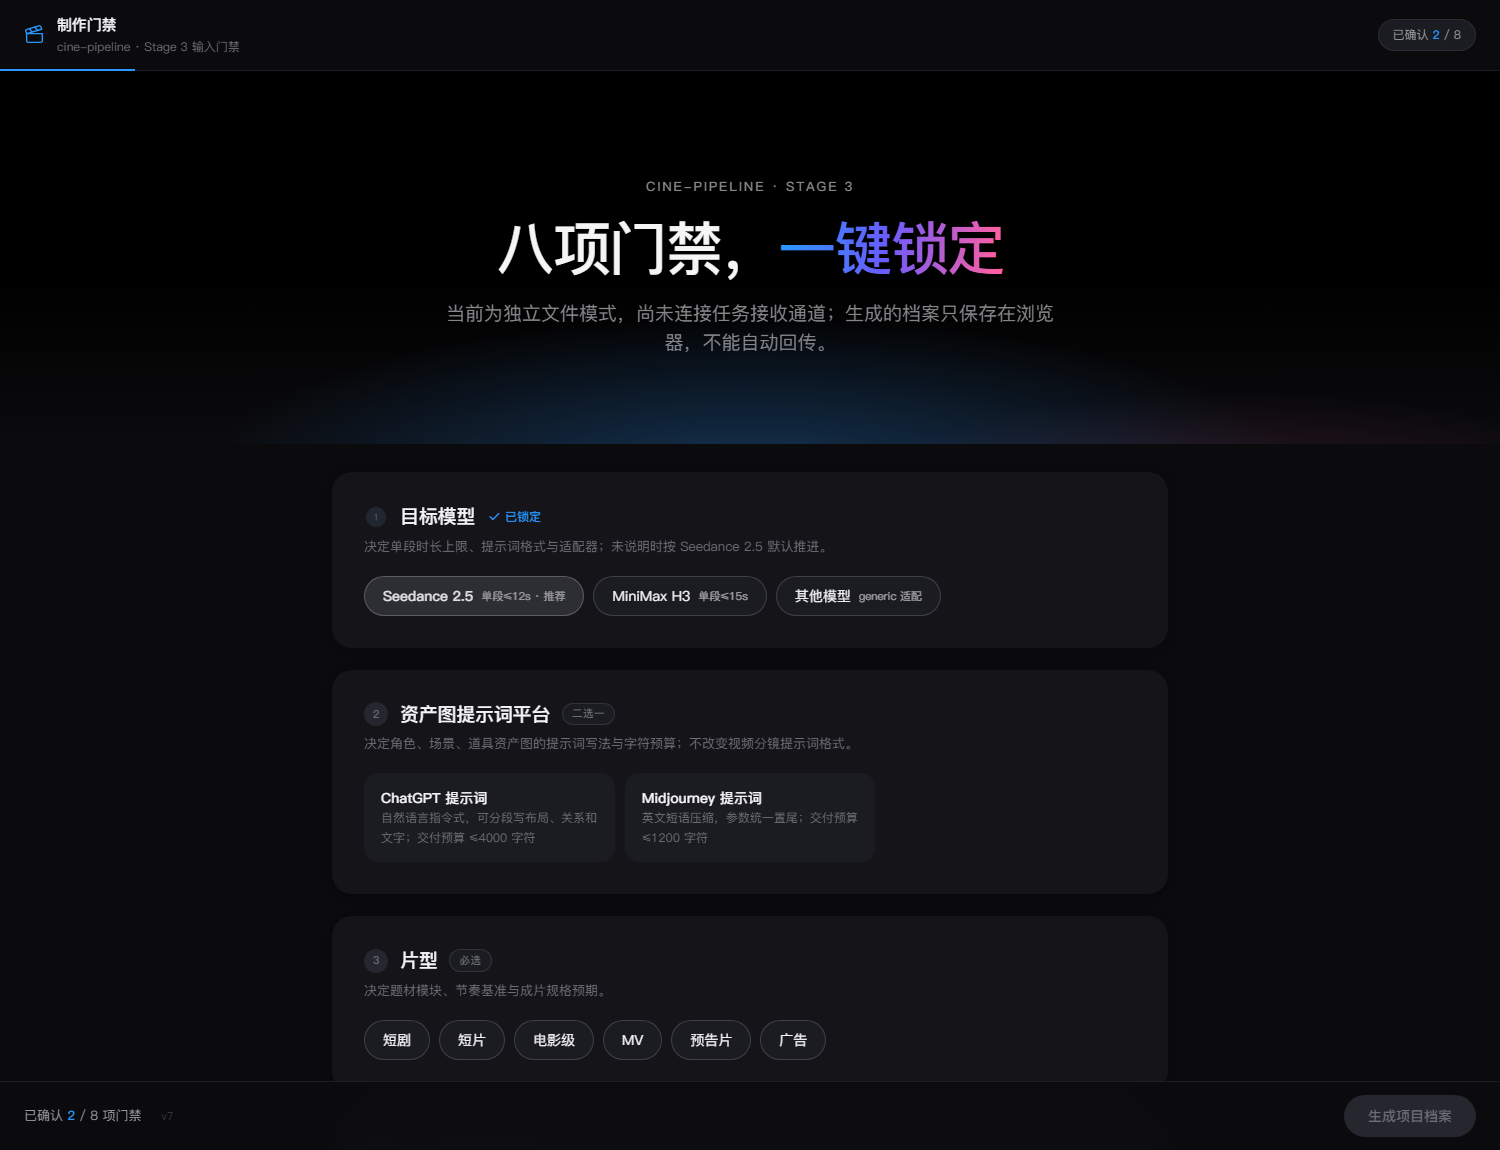 制作门禁
cine-pipeline · Stage 3 输入门禁
已确认 2 / 8
CINE-PIPELINE · STAGE 3
八项门禁，一键锁定
当前为独立文件模式，尚未连接任务接收通道；生成的档案只保存在浏览
器，不能自动回传。
1 目标模型 已锁定
决定单段时长上限、提示词格式与适配器；未说明时按 Seedance 2.5 默认推进。
Seedance 2.5 单段≤12s · 推荐
MiniMax H3 单段≤15s
其他模型 generic 适配
2 资产图提示词平台 二选一
决定角色、场景、道具资产图的提示词写法与字符预算；不改变视频分镜提示词格式。
ChatGPT 提示词
自然语言指令式，可分段写布局、关系和
文字；交付预算 ≤4000 字符
Midjourney 提示词
英文短语压缩，参数统一置尾；交付预算
≤1200 字符
3 片型 必选
决定题材模块、节奏基准与成片规格预期。
短剧 短片 电影级 MV 预告片 广告
已确认 2 / 8 项门禁 v7
生成项目档案